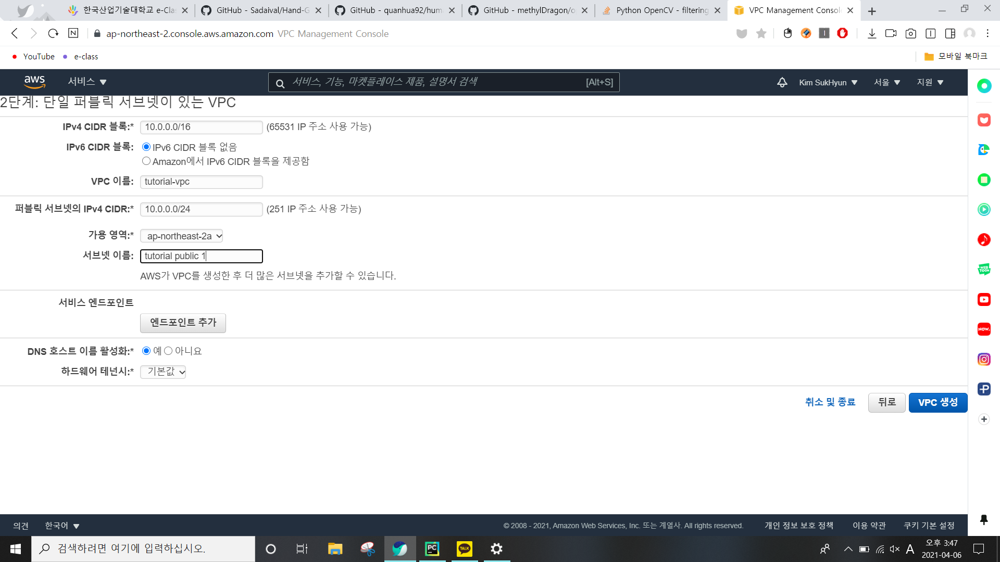 한국산업기술대학교 e-Clas
GitHub - Sadaival/Hand-G
GitHub - quanhua92/hum
GitHub - methylDragon/o
Python OpenCV - filtering
VPC Management Consol
N
ap-northeast-2.console.aws.amazon.com VPC Management Console
YouTube
e-class
모바일 북마크
aws
서비스
서비스, 기능, 마켓플레이스 제품, 설명서 검색
[Alt+S]
Kim SukHyun
서울
지원
2단계: 단일 퍼블릭 서브넷이 있는 VPC
IPv4 CIDR 블록:* 10.0.0.0/16 (65531 IP 주소 사용 가능)
IPv6 CIDR 블록: IPv6 CIDR 블록 없음
Amazon에서 IPv6 CIDR 블록을 제공함
VPC 이름: tutorial-vpc
퍼블릭 서브넷의 IPv4 CIDR:* 10.0.0.0/24 (251 IP 주소 사용 가능)
가용 영역:* ap-northeast-2a
서브넷 이름: tutorial public 1
AWS가 VPC를 생성한 후 더 많은 서브넷을 추가할 수 있습니다.
서비스 엔드포인트
엔드포인트 추가
DNS 호스트 이름 활성화:* 예 아니요
하드웨어 테넌시:* 기본값
취소 및 종료
뒤로
VPC 생성
WEB TOON
NOW.
의견
한국어
© 2008 - 2021, Amazon Web Services, Inc. 또는 계열사. All rights reserved.
개인 정보 보호 정책
이용 약관
쿠키 기본 설정
검색하려면 여기에 입력하십시오.
PC
TALK
A
오후 3:47
2021-04-06